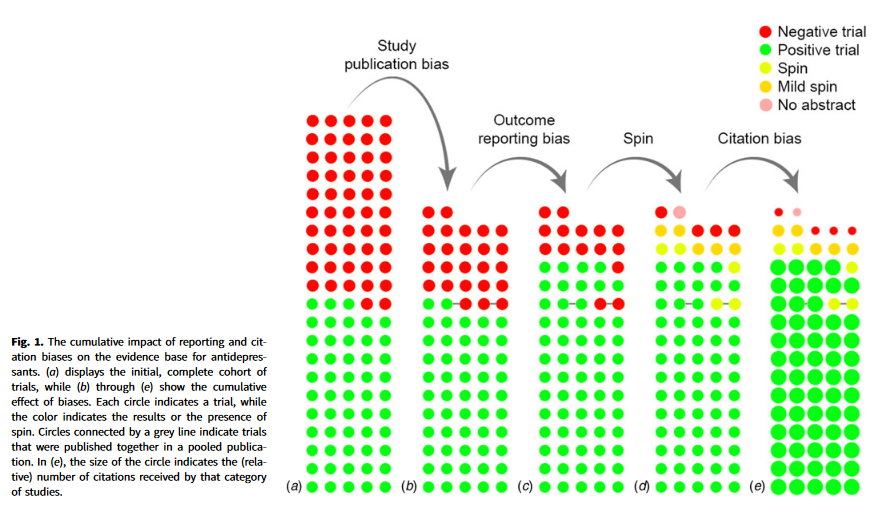 Negative trial
Positive trial
Spin
Mild spin
No abstract
Study
publication bias
Outcome
reporting bias
Spin
Citation bias
(a)
(b)
(c)
(d)
(e)
Fig. 1. The cumulative impact of reporting and cit-
ation biases on the evidence base for antidepres-
sants. (a) displays the initial, complete cohort of
trials, while (b) through (e) show the cumulative
effect of biases. Each circle indicates a trial, while
the color indicates the results or the presence of
spin. Circles connected by a grey line indicate trials
that were published together in a pooled publica-
tion. In (e), the size of the circle indicates the (rela-
tive) number of citations received by that category
of studies.